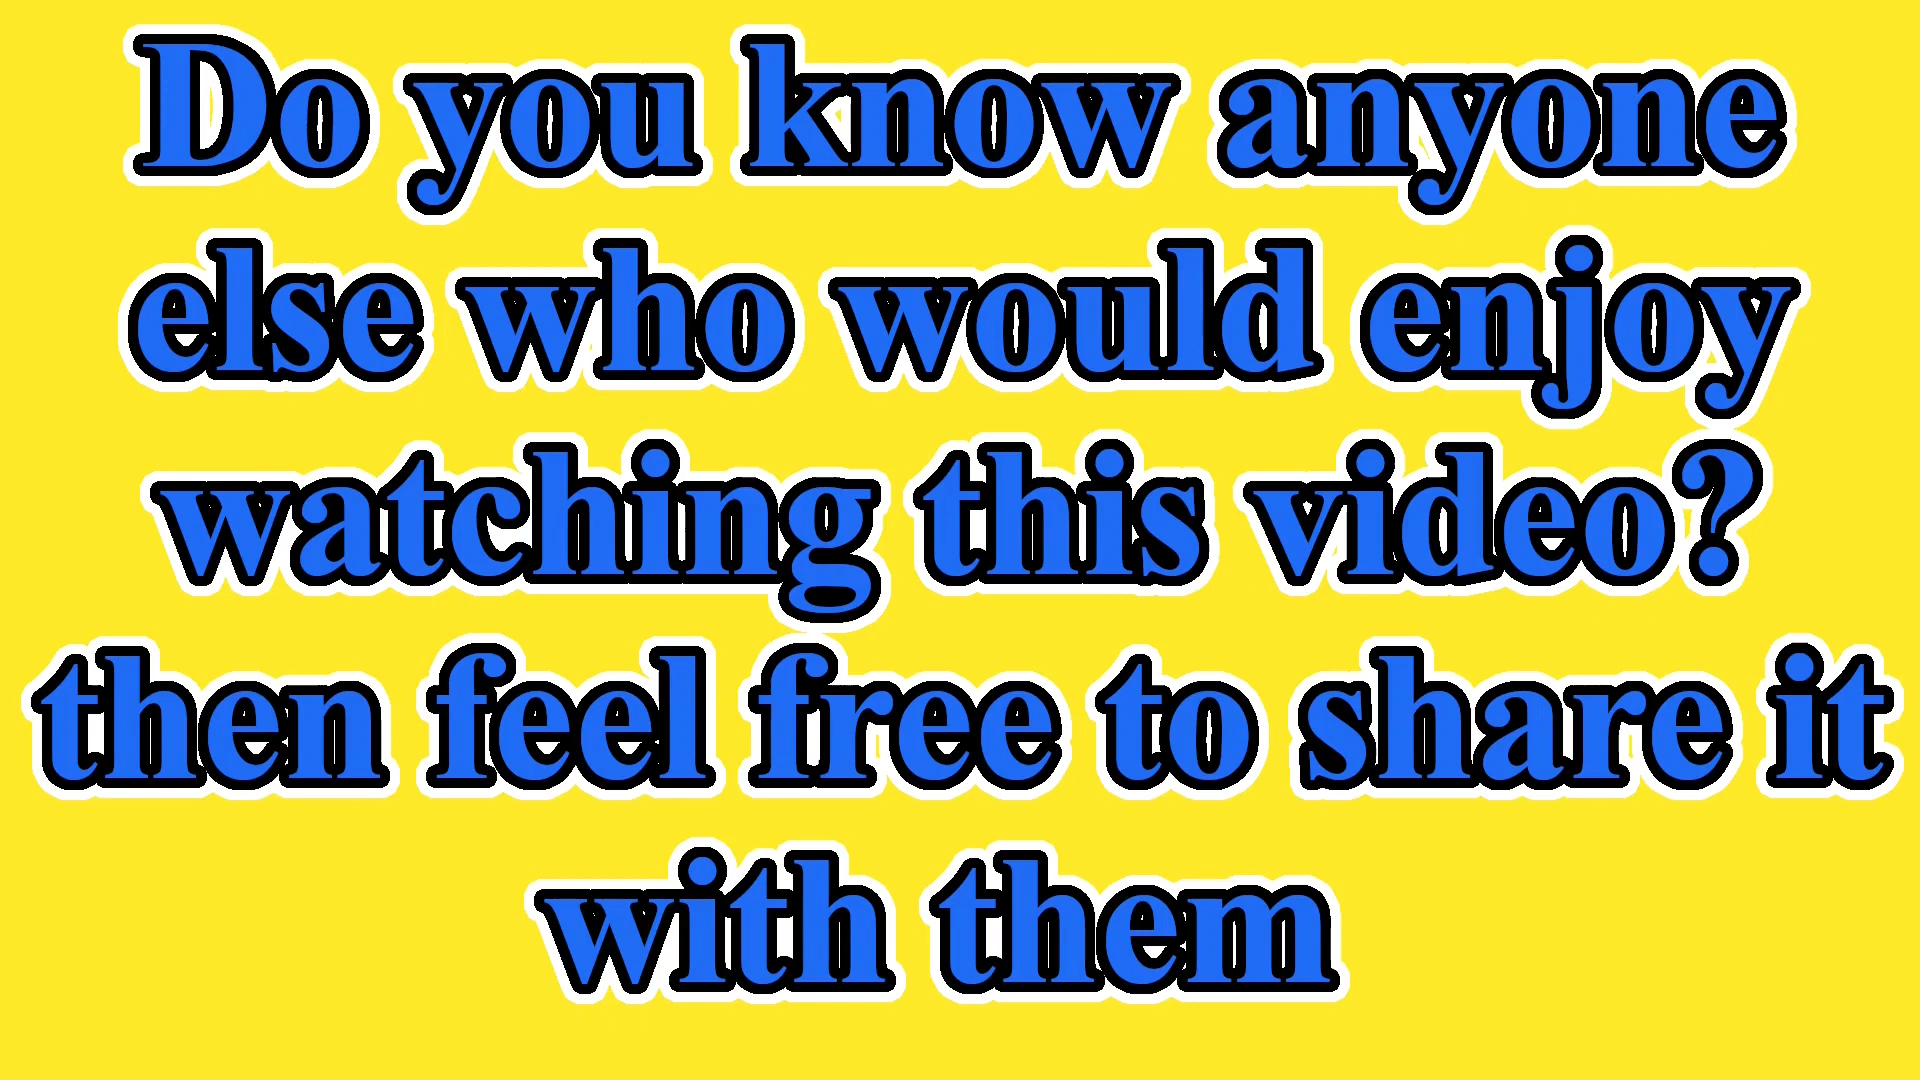 Do you know anyone
else who would enjoy
watching this video?
then feel free to share it
with them